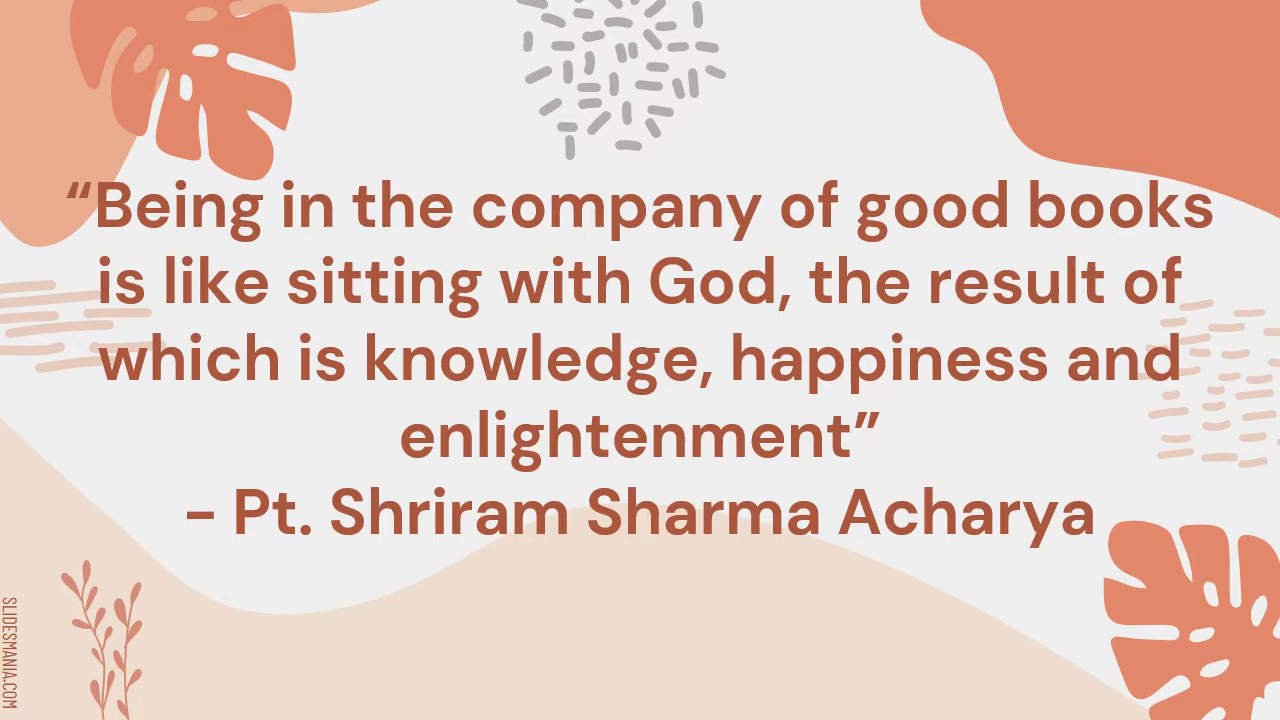 “Being in the company of good books
is like sitting with God, the result of
which is knowledge, happiness and
enlightenment”
- Pt. Shriram Sharma Acharya
SLIDESMANIA.COM